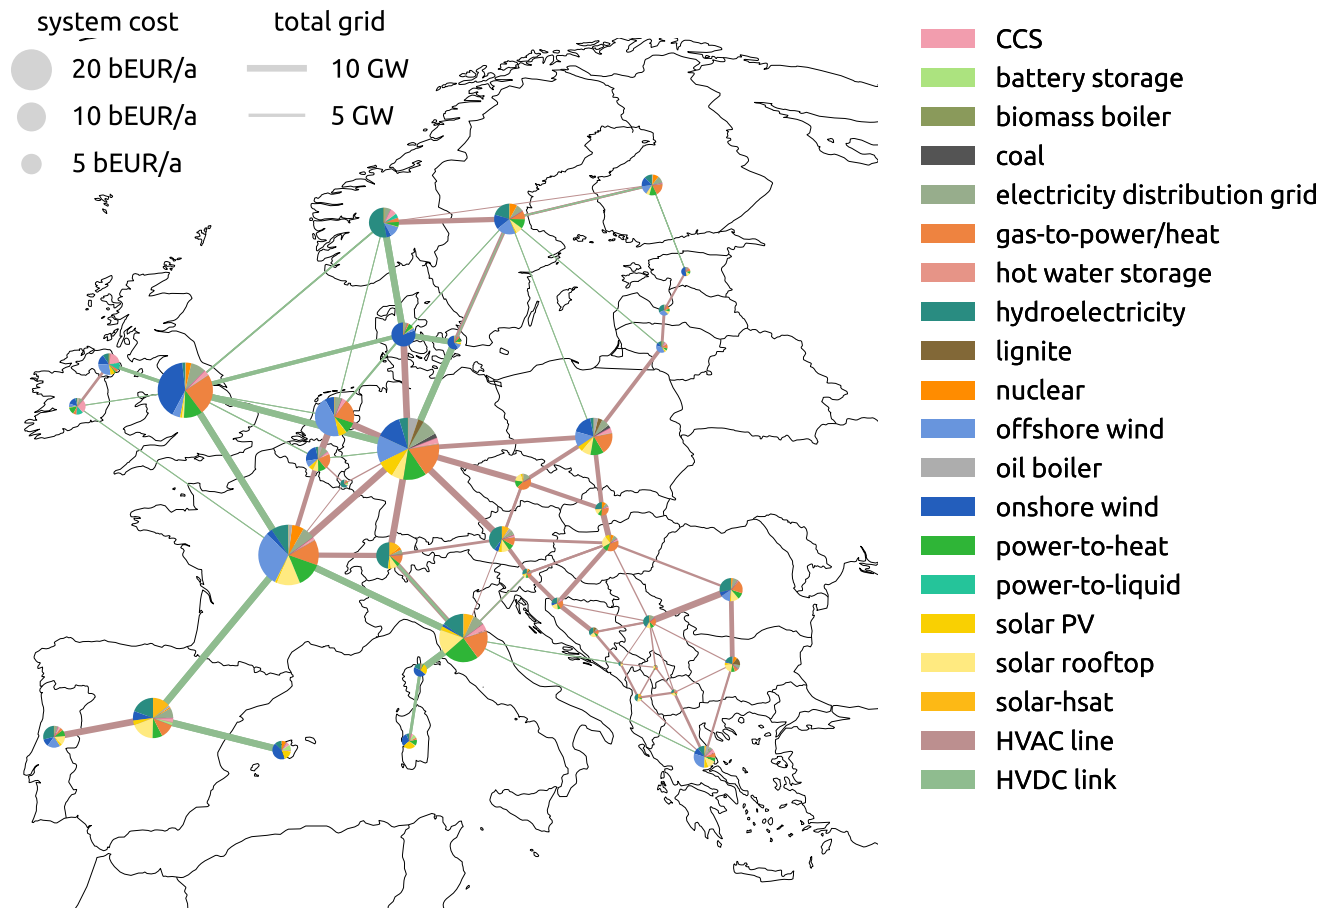 system cost
total grid
20 bEUR/a
10 GW
10 bEUR/a
5 GW
5 bEUR/a
CCS
battery storage
biomass boiler
coal
electricity distribution grid
gas-to-power/heat
hot water storage
hydroelectricity
lignite
nuclear
offshore wind
oil boiler
onshore wind
power-to-heat
power-to-liquid
solar PV
solar rooftop
solar-hsat
HVAC line
HVDC link